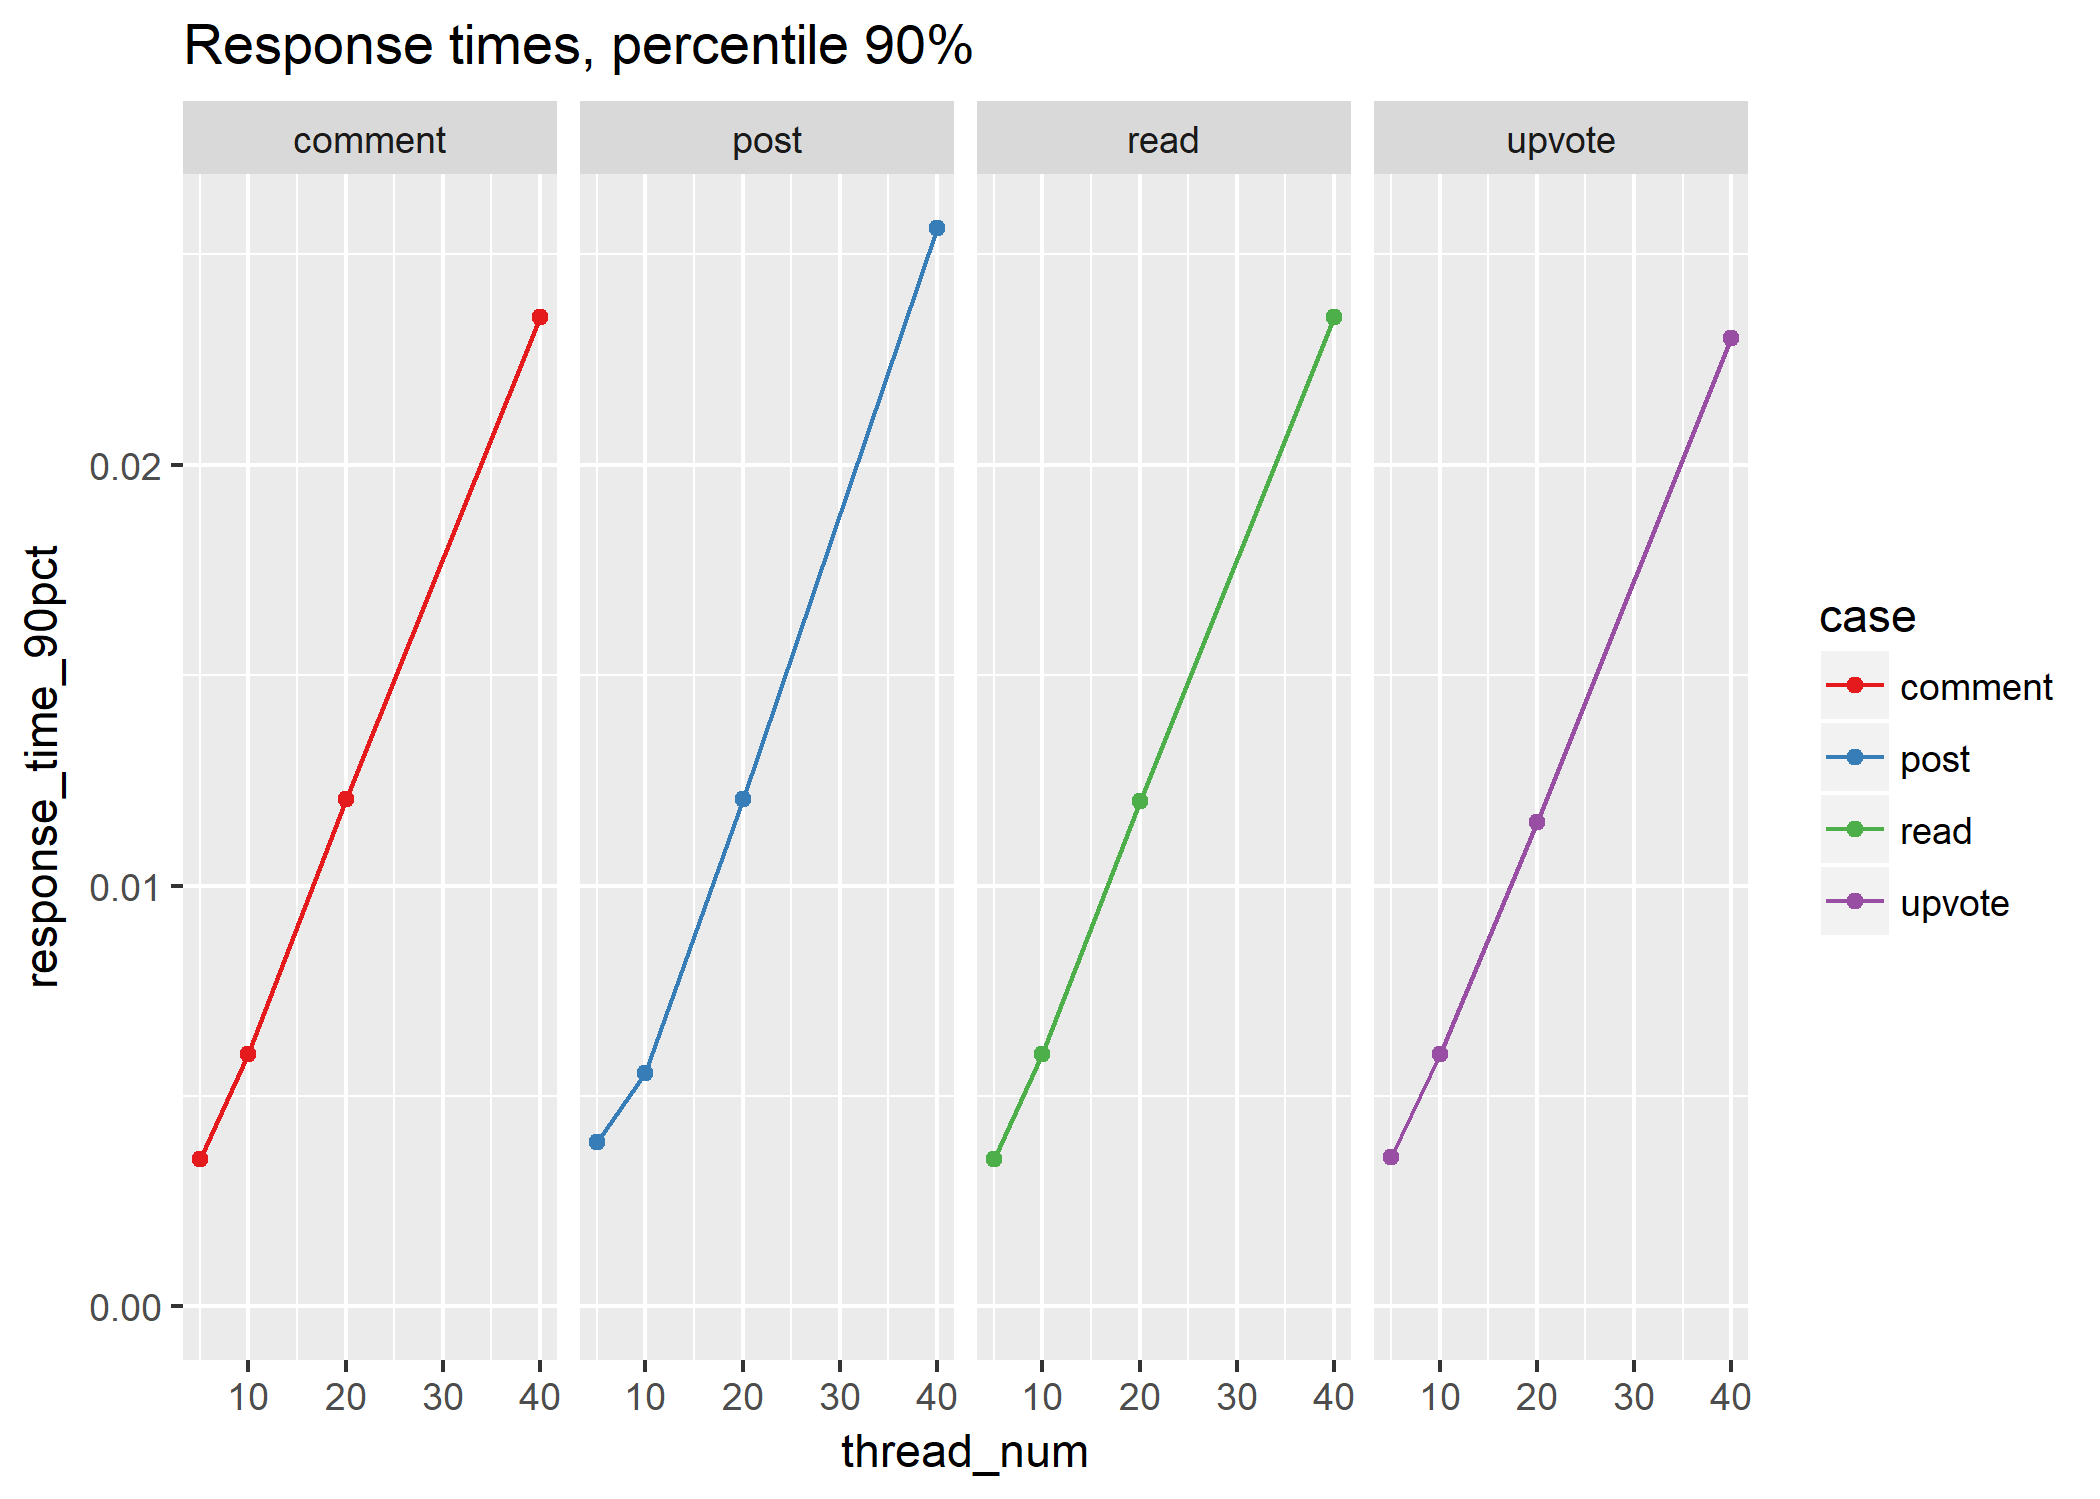 Response times, percentile 90%
comment post read upvote
response_time_90pct
0.02
0.01
0.00
10 20 30 40 10 20 30 40 10 20 30 40 10 20 30 40
thread_num
case
comment
post
read
upvote